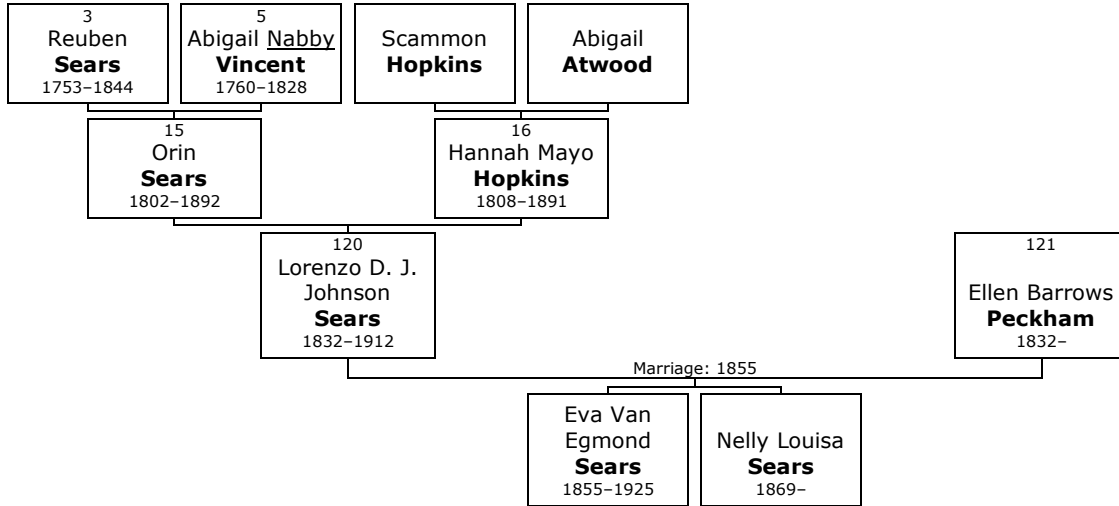 3
Reuben
Sears
1753–1844
5
Abigail Nabby
Vincent
1760–1828
Scammon
Hopkins
Abigail
Atwood
15
Orin
Sears
1802–1892
16
Hannah Mayo
Hopkins
1808–1891
120
Lorenzo D. J.
Johnson
Sears
1832–1912
121
Ellen Barrows
Peckham
1832–
Marriage: 1855
Eva Van
Egmond
Sears
1855–1925
Nelly Louisa
Sears
1869–